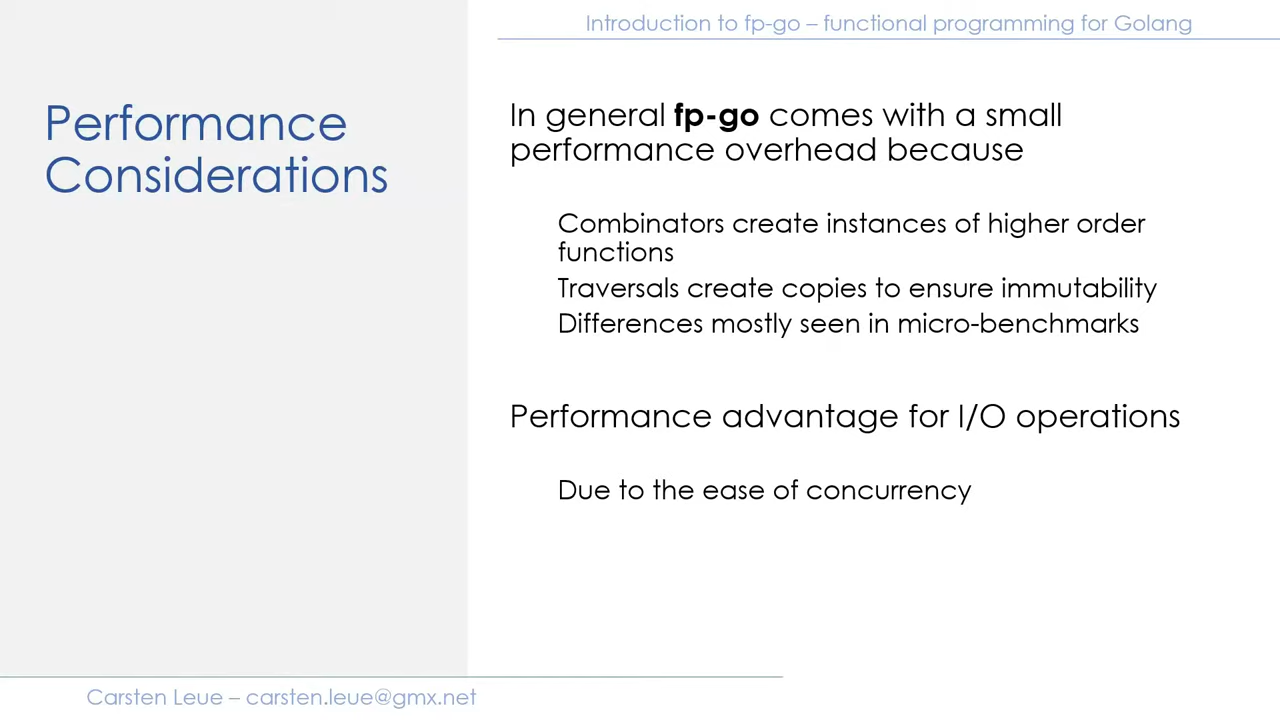 Introduction to fp-go – functional programming for Golang
Performance
Considerations
In general fp-go comes with a small
performance overhead because
Combinators create instances of higher order
functions
Traversals create copies to ensure immutability
Differences mostly seen in micro-benchmarks
Performance advantage for I/O operations
Due to the ease of concurrency
Carsten Leue – carsten.leue@gmx.net